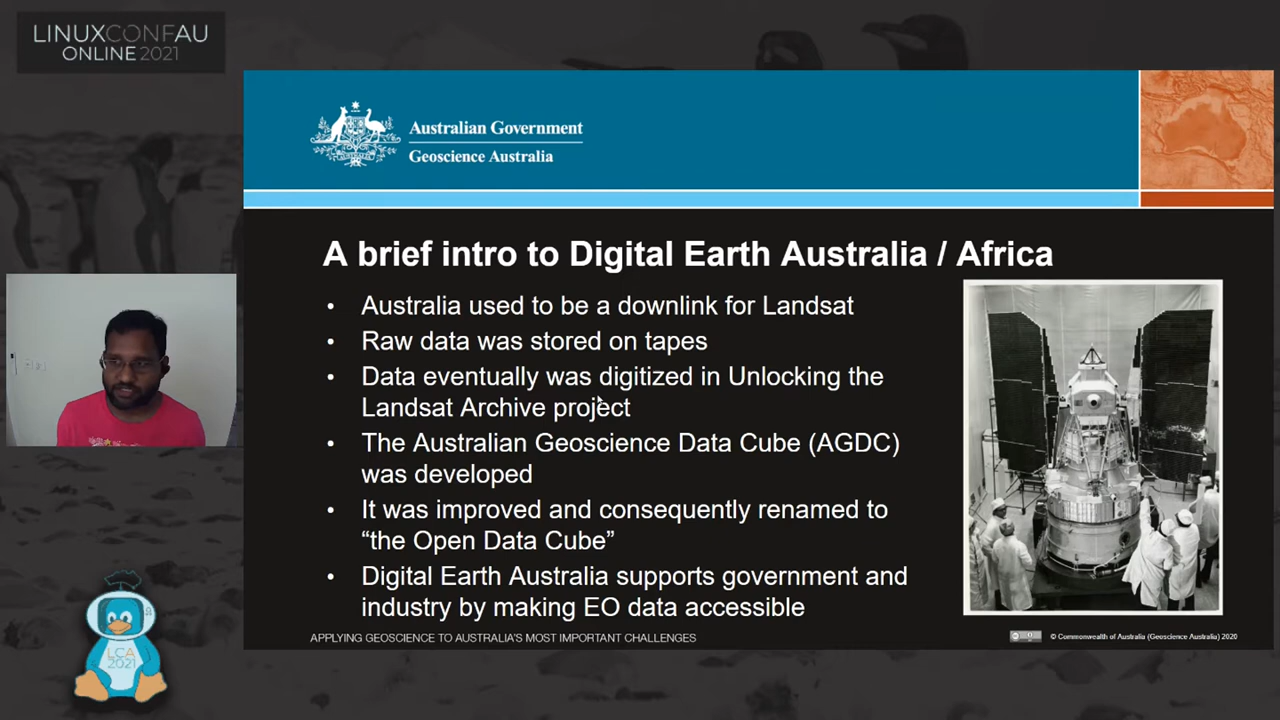 LINUXCONFAU
ONLINE 2021
Australian Government
Geoscience Australia
A brief intro to Digital Earth Australia / Africa
• Australia used to be a downlink for Landsat
• Raw data was stored on tapes
• Data eventually was digitized in Unlocking the
Landsat Archive project
• The Australian Geoscience Data Cube (AGDC)
was developed
• It was improved and consequently renamed to
“the Open Data Cube”
• Digital Earth Australia supports government and
industry by making EO data accessible
APPLYING GEOSCIENCE TO AUSTRALIA'S MOST IMPORTANT CHALLENGES
© Commonwealth of Australia (Geoscience Australia) 2020
LCA
2021